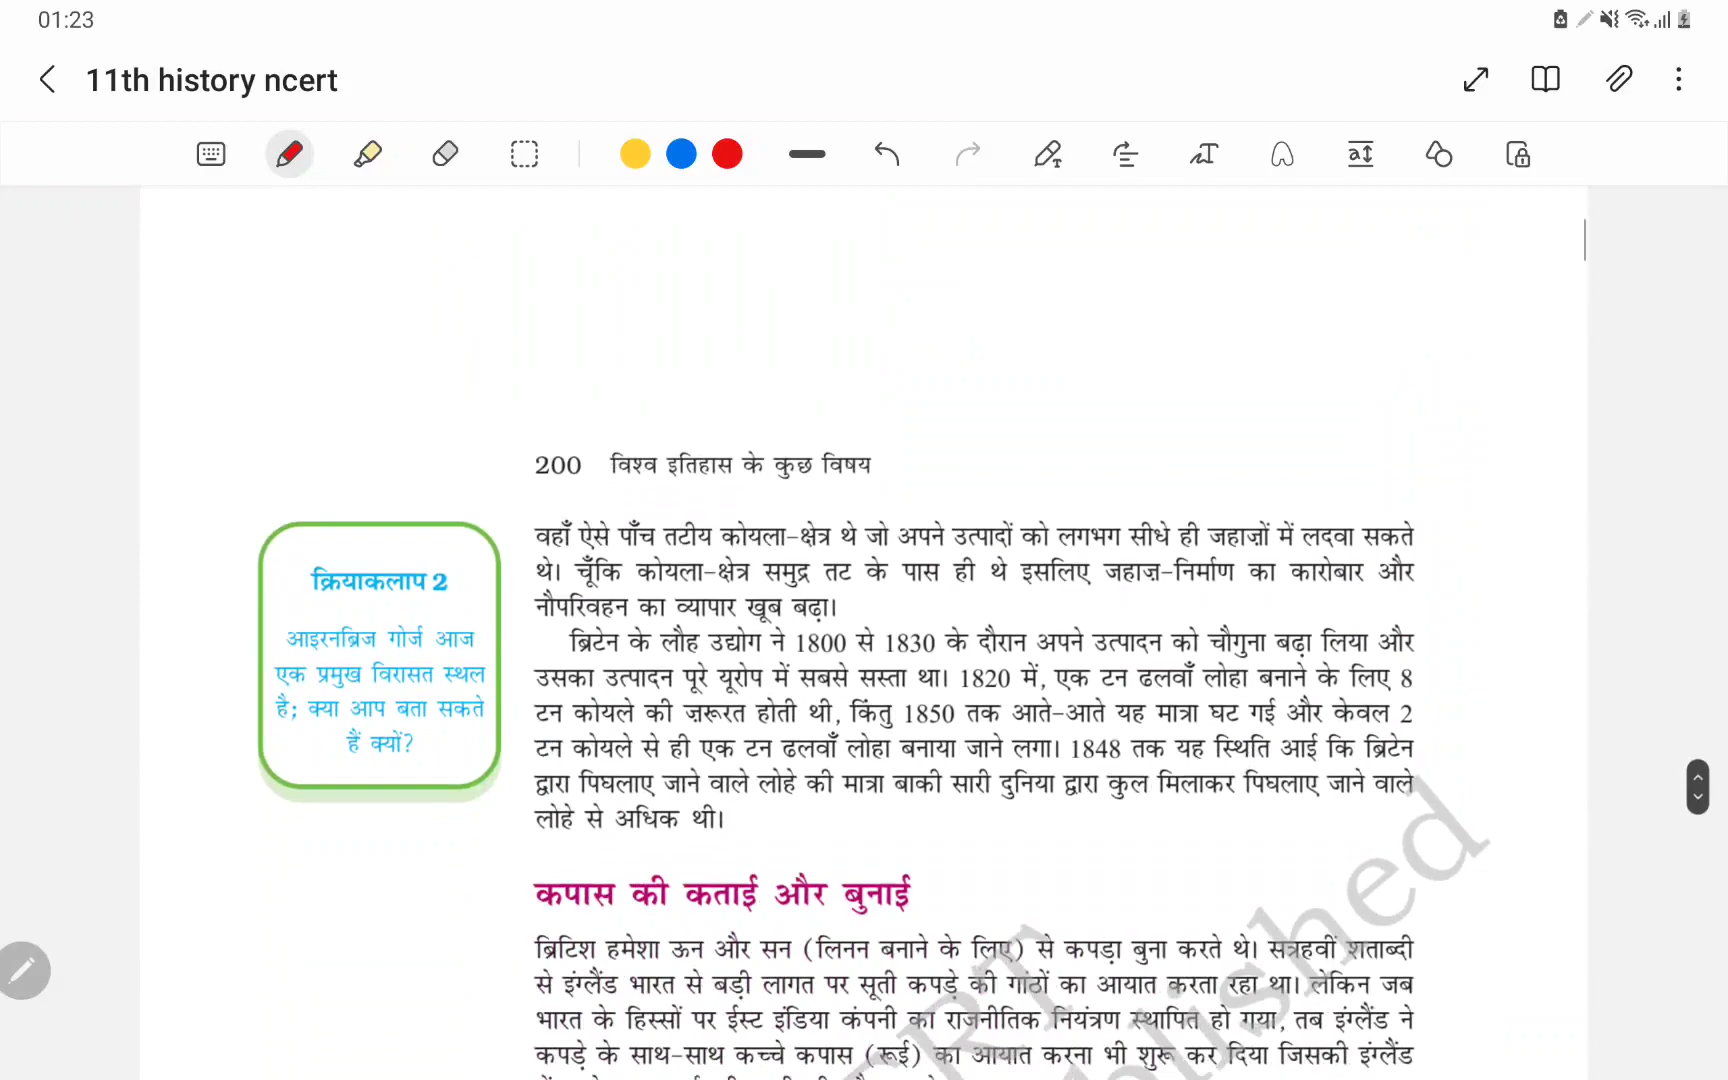 01:23
11th history ncert
200 विश्व इतिहास के कुछ विषय
क्रियाकलाप 2
आइरनब्रिज गोर्ज आज
एक प्रमुख विरासत स्थल
है; क्या आप बता सकते
हैं क्यों?
वहाँ ऐसे पाँच तटीय कोयला-क्षेत्र थे जो अपने उत्पादों को लगभग सीधे ही जहाज़ों में लदवा सकते
थे। चूँकि कोयला-क्षेत्र समुद्र तट के पास ही थे इसलिए जहाज़-निर्माण का कारोबार और
नौपरिवहन का व्यापार खूब बढ़ा।
ब्रिटेन के लौह उद्योग ने 1800 से 1830 के दौरान अपने उत्पादन को चौगुना बढ़ा लिया और
उसका उत्पादन पूरे यूरोप में सबसे सस्ता था। 1820 में, एक टन ढलवाँ लोहा बनाने के लिए 8
टन कोयले की ज़रूरत होती थी, किंतु 1850 तक आते-आते यह मात्रा घट गई और केवल 2
टन कोयले से ही एक टन ढलवाँ लोहा बनाया जाने लगा। 1848 तक यह स्थिति आई कि ब्रिटेन
द्वारा पिघलाए जाने वाले लोहे की मात्रा बाकी सारी दुनिया द्वारा कुल मिलाकर पिघलाए जाने वाले
लोहे से अधिक थी।
कपास की कताई और बुनाई
ब्रिटिश हमेशा ऊन और सन (लिनन बनाने के लिए) से कपड़ा बुना करते थे। सत्रहवीं शताब्दी
से इंग्लैंड भारत से बड़ी लागत पर सूती कपड़े की गांठों का आयात करता रहा था। लेकिन जब
भारत के हिस्सों पर ईस्ट इंडिया कंपनी का राजनीतिक नियंत्रण स्थापित हो गया, तब इंग्लैंड ने
कपड़े के साथ-साथ कच्चे कपास (रूई) का आयात करना भी शुरू कर दिया जिसकी इंग्लैंड